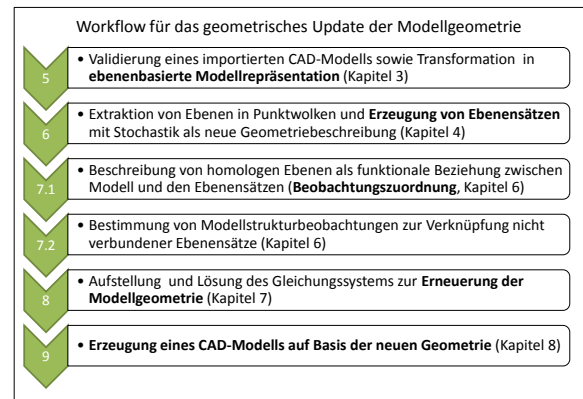 Workflow für das geometrisches Update der Modellgeometrie
5
• Validierung eines importierten CAD-Modells sowie Transformation in
ebenenbasierte Modellrepräsentation (Kapitel 3)
6
• Extraktion von Ebenen in Punktwolken und Erzeugung von Ebenensätzen
mit Stochastik als neue Geometriebeschreibung (Kapitel 4)
7.1
• Beschreibung von homologen Ebenen als funktionale Beziehung zwischen
Modell und den Ebenensätzen (Beobachtungszuordnung, Kapitel 6)
7.2
• Bestimmung von Modellstrukturbeobachtungen zur Verknüpfung nicht
verbundener Ebenensätze (Kapitel 6)
8
• Aufstellung und Lösung des Gleichungssystems zur Erneuerung der
Modellgeometrie (Kapitel 7)
9
• Erzeugung eines CAD-Modells auf Basis der neuen Geometrie (Kapitel 8)